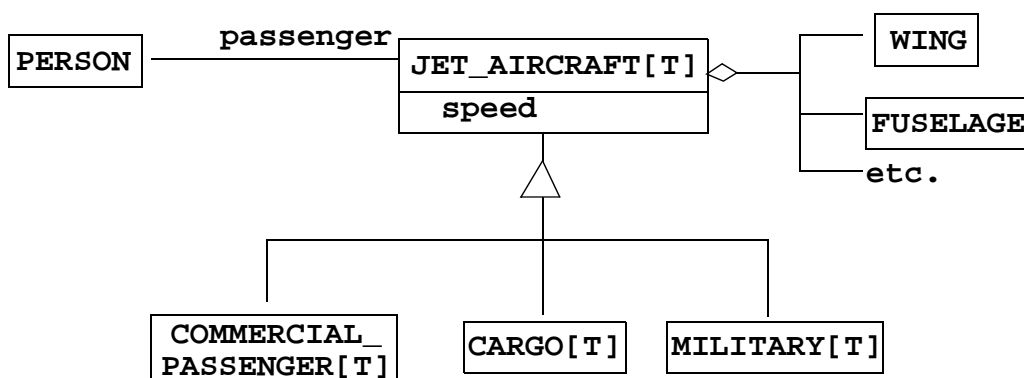 passenger
PERSON
JET_AIRCRAFT[T]
speed
WING
FUSELAGE
etc.
COMMERCIAL_
PASSENGER[T]
CARGO[T]
MILITARY[T]